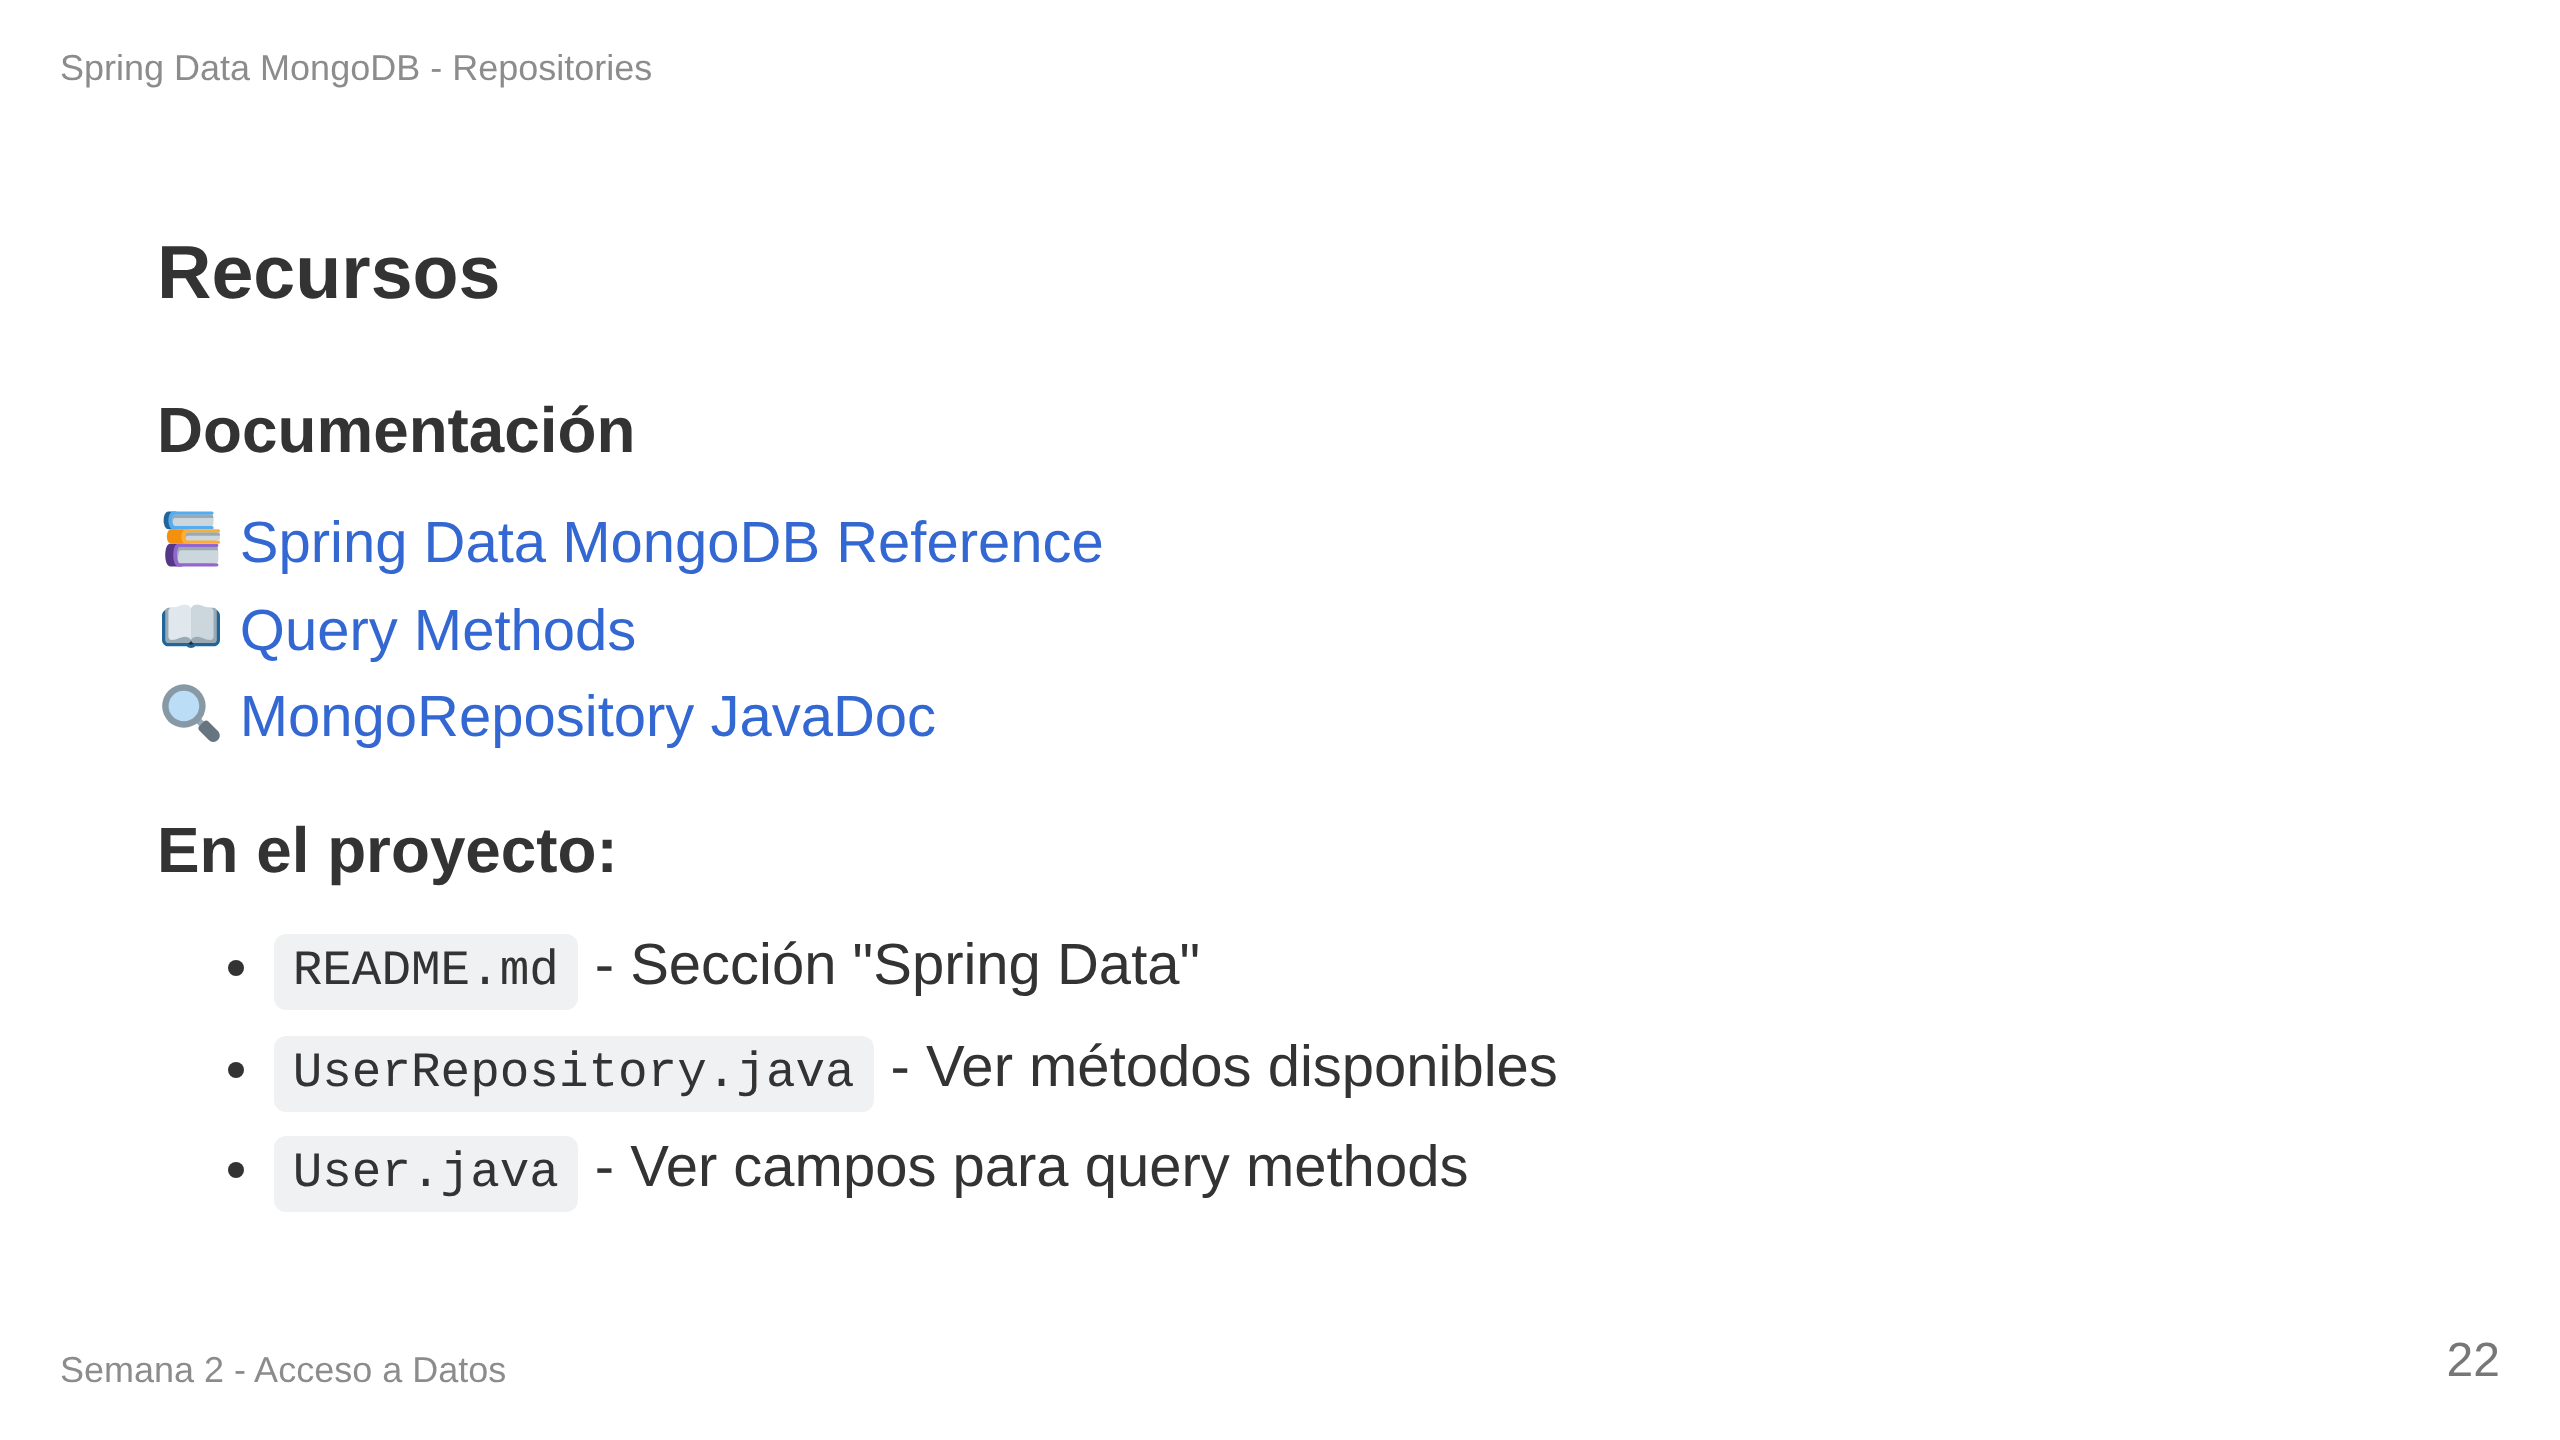 Spring Data MongoDB - Repositories
Recursos
Documentación
📚 Spring Data MongoDB Reference
📖 Query Methods
🔍 MongoRepository JavaDoc
En el proyecto:
• README.md - Sección "Spring Data"
• UserRepository.java - Ver métodos disponibles
• User.java - Ver campos para query methods
Semana 2 - Acceso a Datos
22